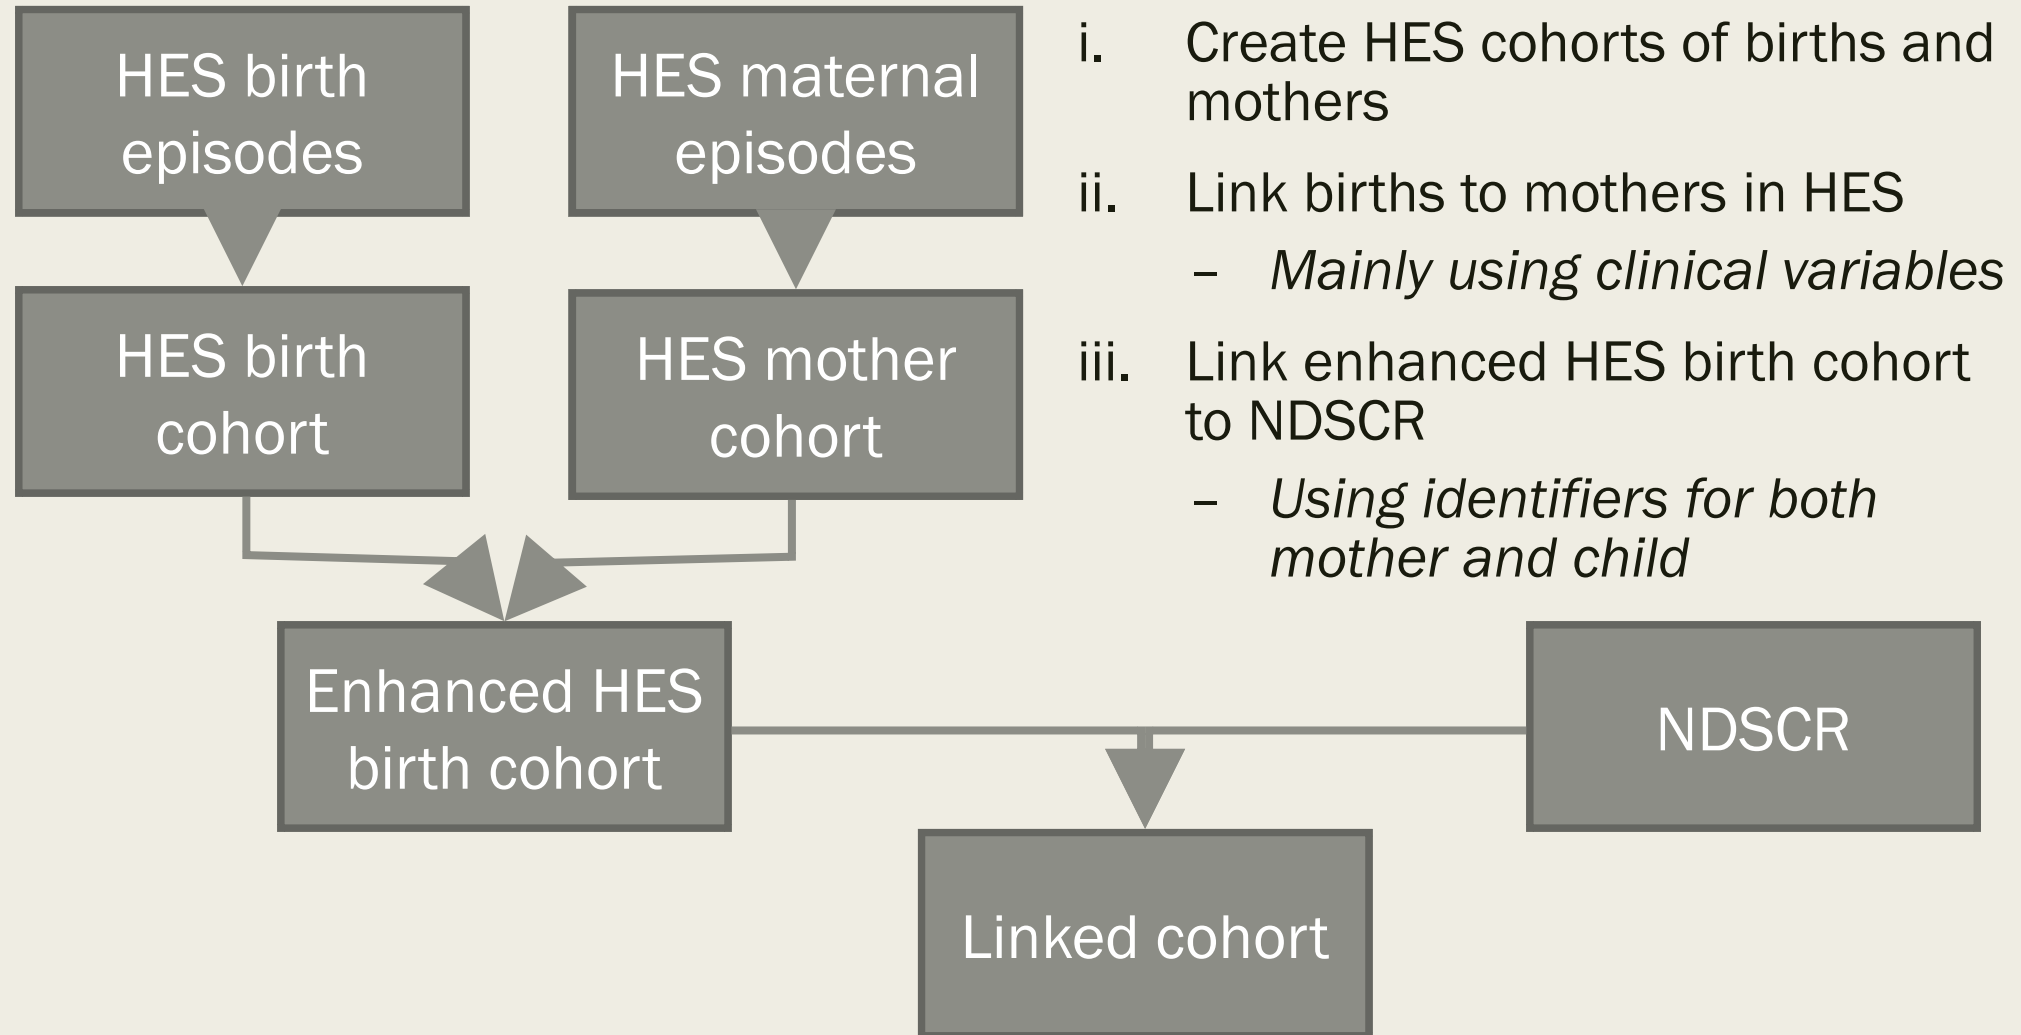 HES birth
episodes
HES maternal
episodes
HES birth
cohort
HES mother
cohort
i. Create HES cohorts of births and
mothers
ii. Link births to mothers in HES
– Mainly using clinical variables
iii. Link enhanced HES birth cohort
to NDSCR
– Using identifiers for both
mother and child
Enhanced HES
birth cohort
NDSCR
Linked cohort